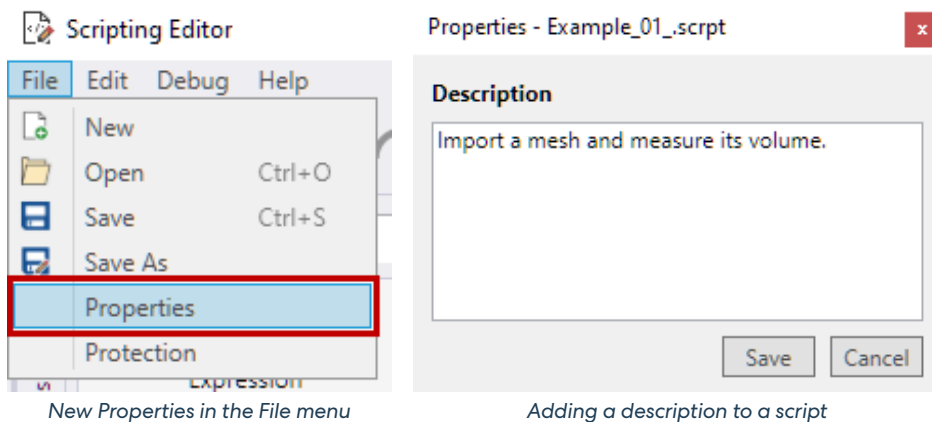 Scripting Editor
File Edit Debug Help
New
Open Ctrl+O
Save Ctrl+S
Save As
Properties
Protection
Expression
New Properties in the File menu
Properties - Example_01_.scrpt
x
Description
Import a mesh and measure its volume.
Save Cancel
Adding a description to a script